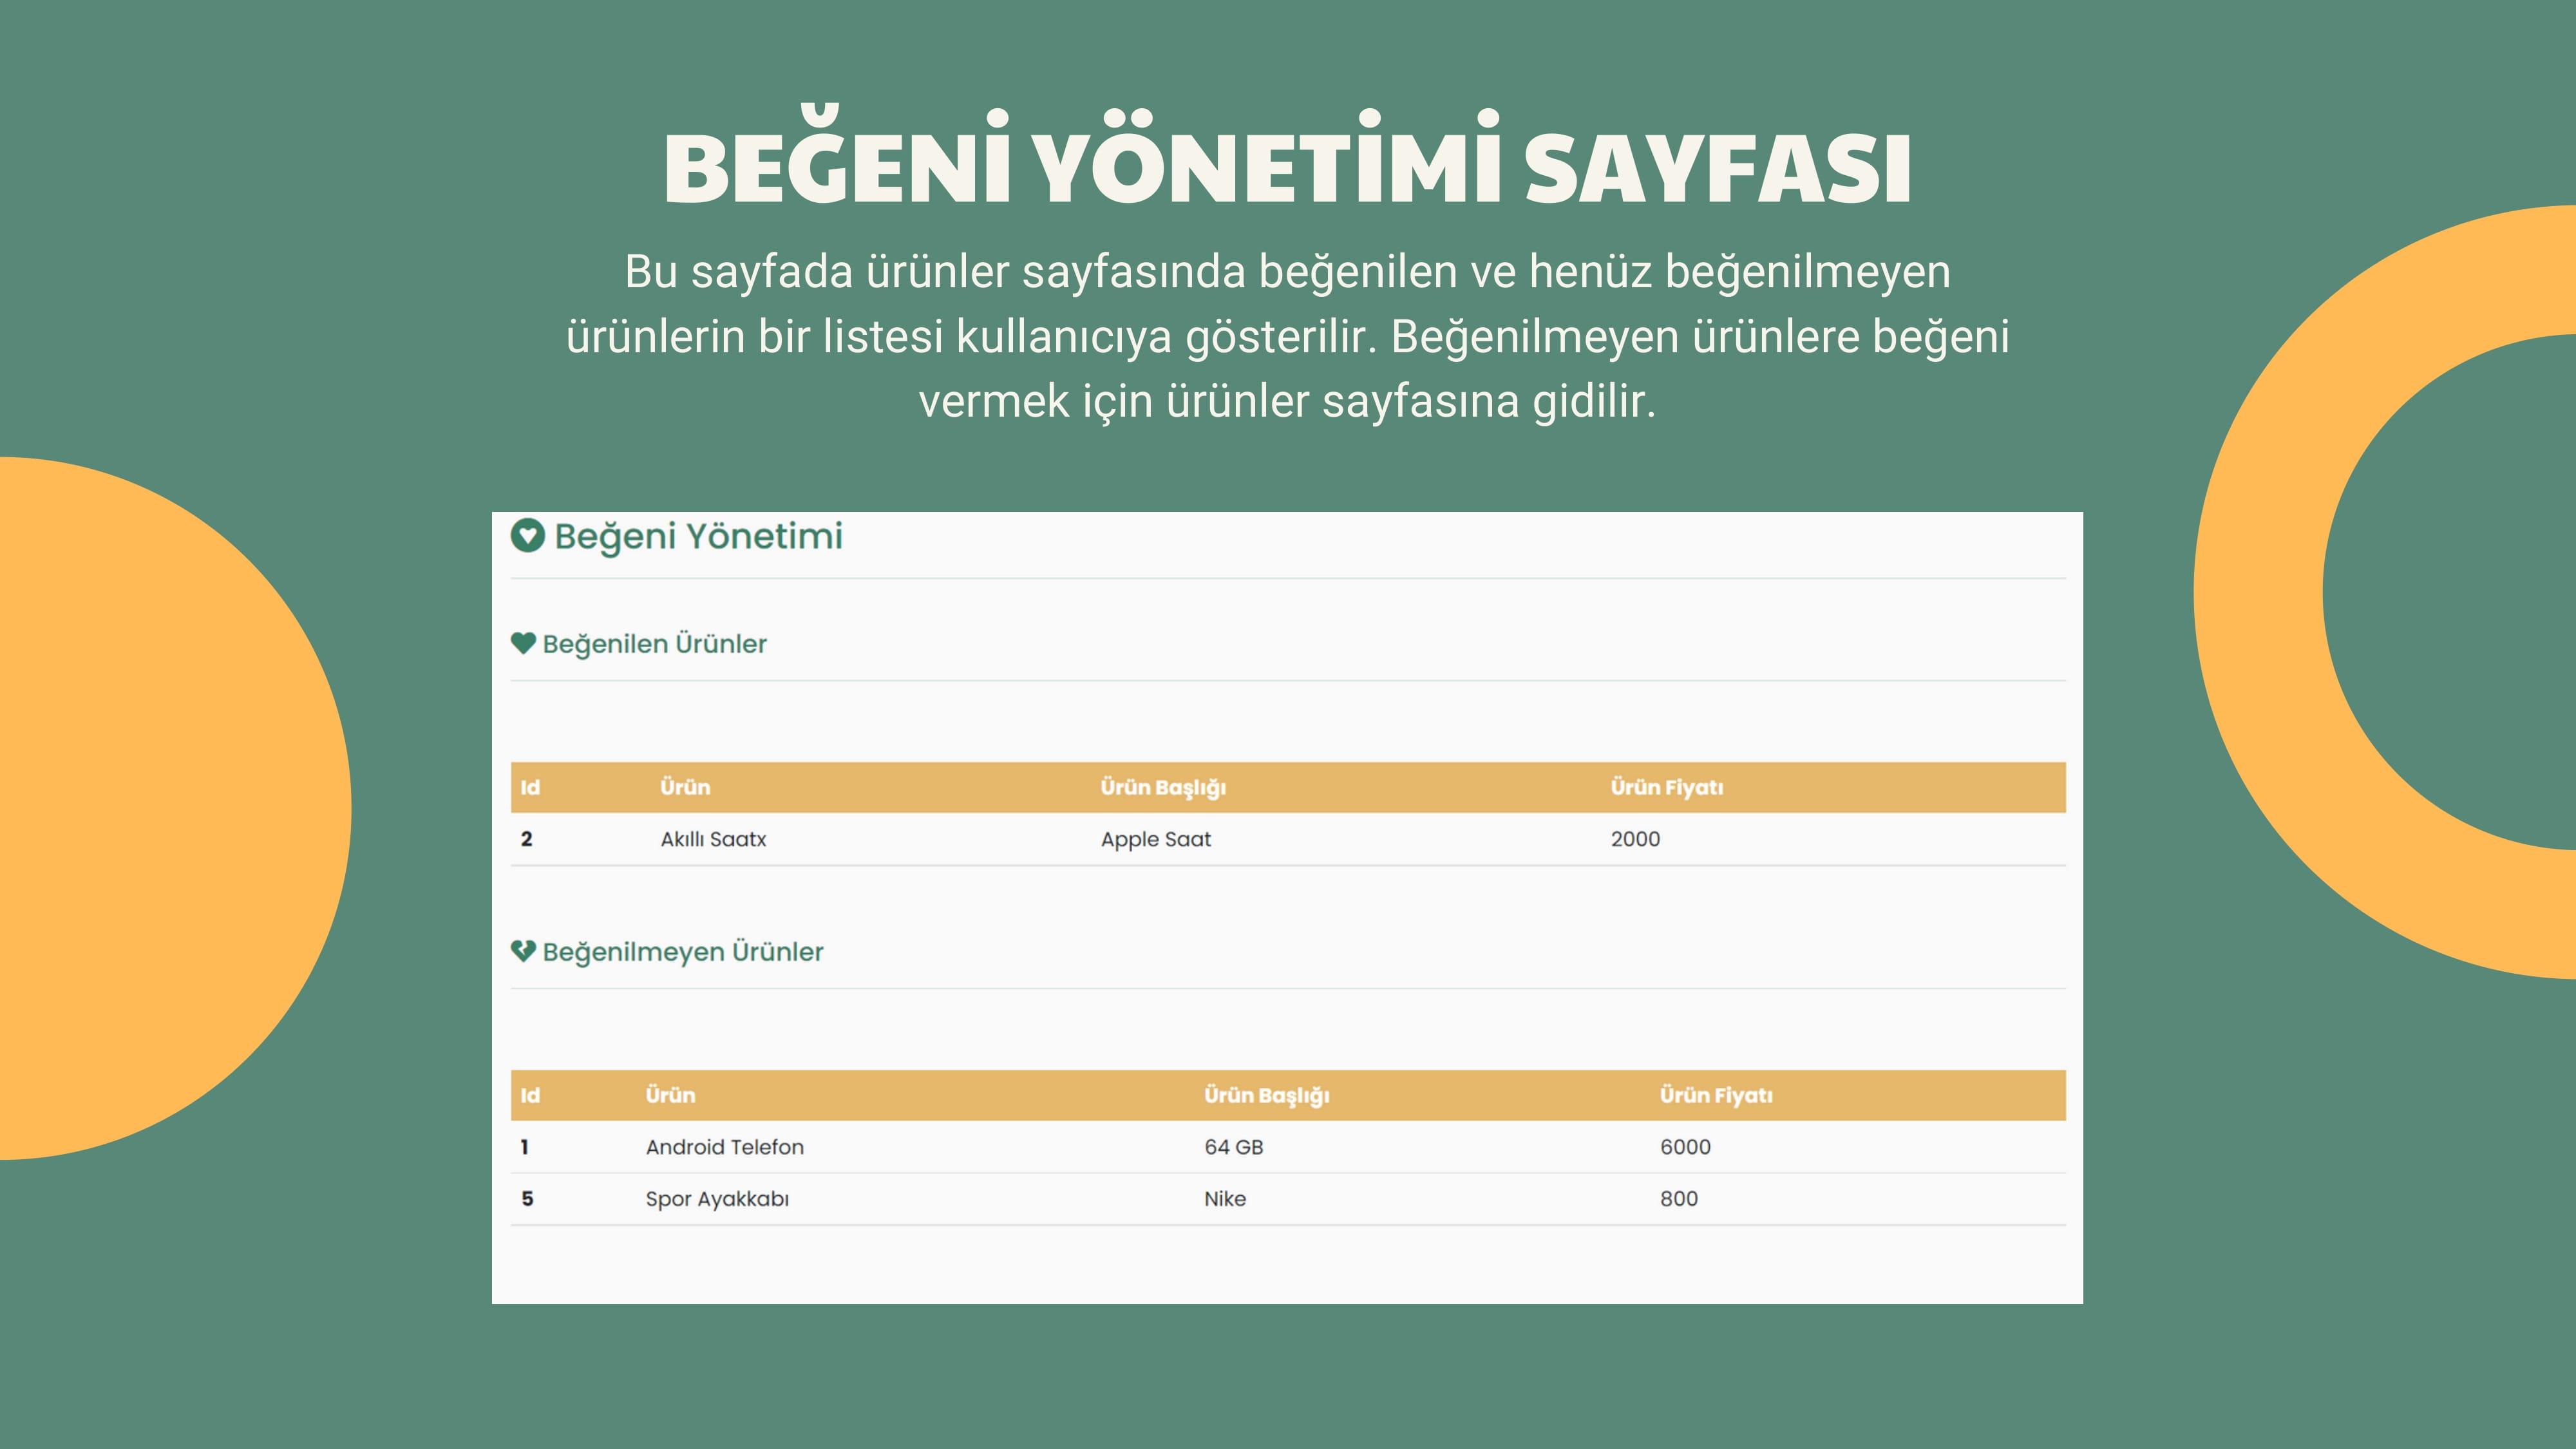 BEĞENİ YÖNETİMİ SAYFASI
Bu sayfada ürünler sayfasında beğenilen ve henüz beğenilmeyen
ürünlerin bir listesi kullanıcıya gösterilir. Beğenilmeyen ürünlere beğeni
vermek için ürünler sayfasına gidilir.
Beğeni Yönetimi
Beğenilen Ürünler
Id Ürün Ürün Başlığı Ürün Fiyatı
2 Akıllı Saatx Apple Saat 2000
Beğenilmeyen Ürünler
Id Ürün Ürün Başlığı Ürün Fiyatı
1 Android Telefon 64 GB 6000
5 Spor Ayakkabı Nike 800